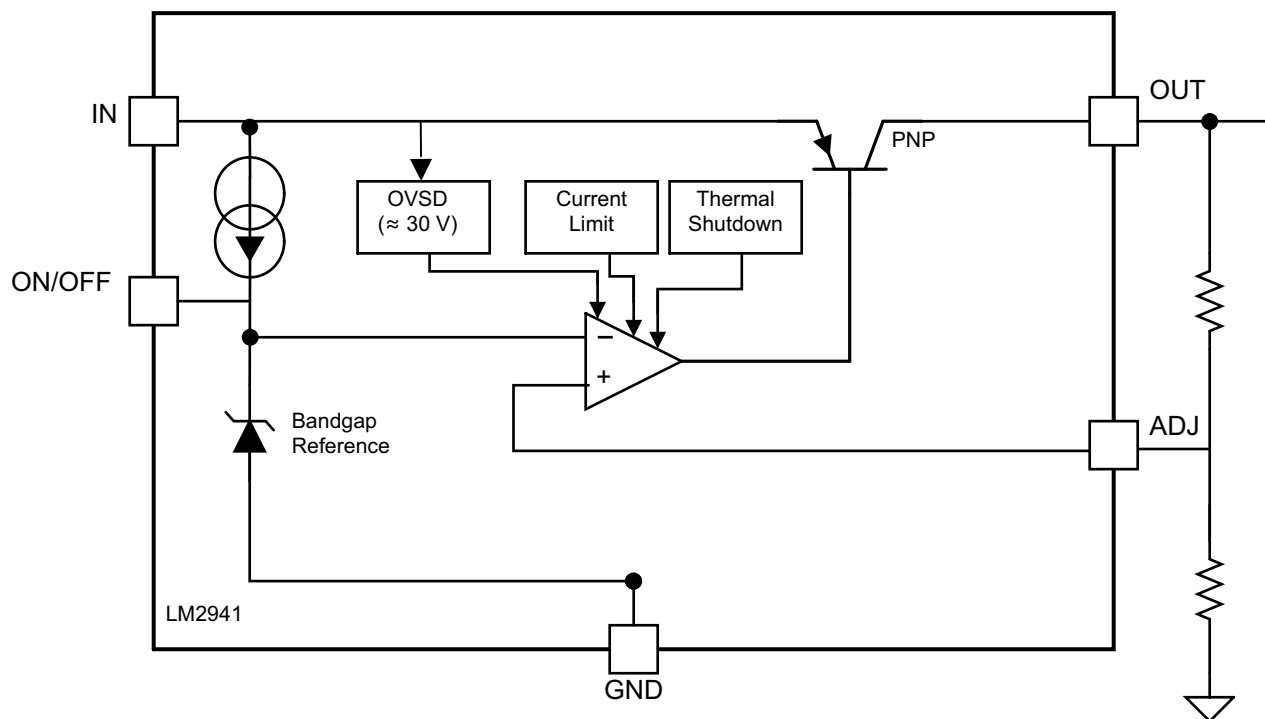 IN
OUT
PNP
OVSD
(≈ 30 V)
Current
Limit
Thermal
Shutdown
ON/OFF
−
+
Bandgap
Reference
ADJ
LM2941
GND